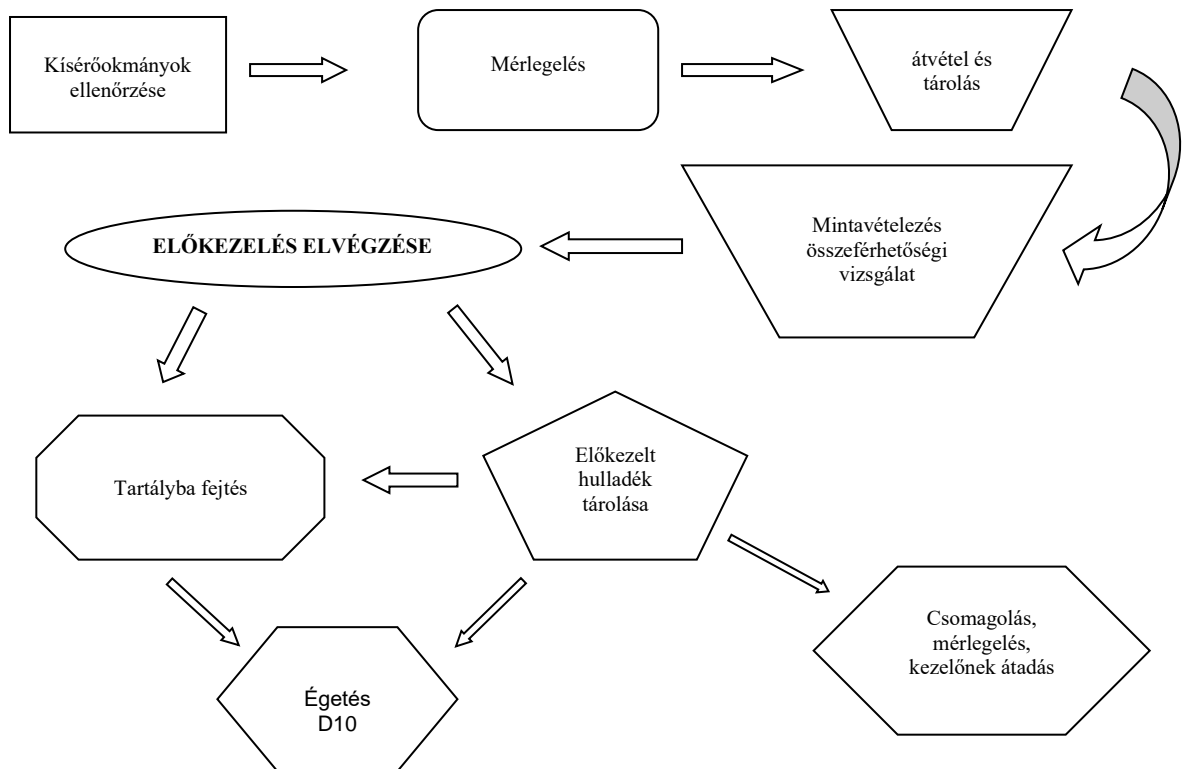 Kísérőokmányok
ellenőrzése
Mérlegelés
átvétel és
tárolás
Mintavételezés
összeférhetőségi
vizsgálat
ELŐKEZELÉS ELVÉGZÉSE
Tartályba fejtés
Előkezelt
hulladék
tárolása
Csomagolás,
mérlegelés,
kezelőnek átadás
Égetés
D10